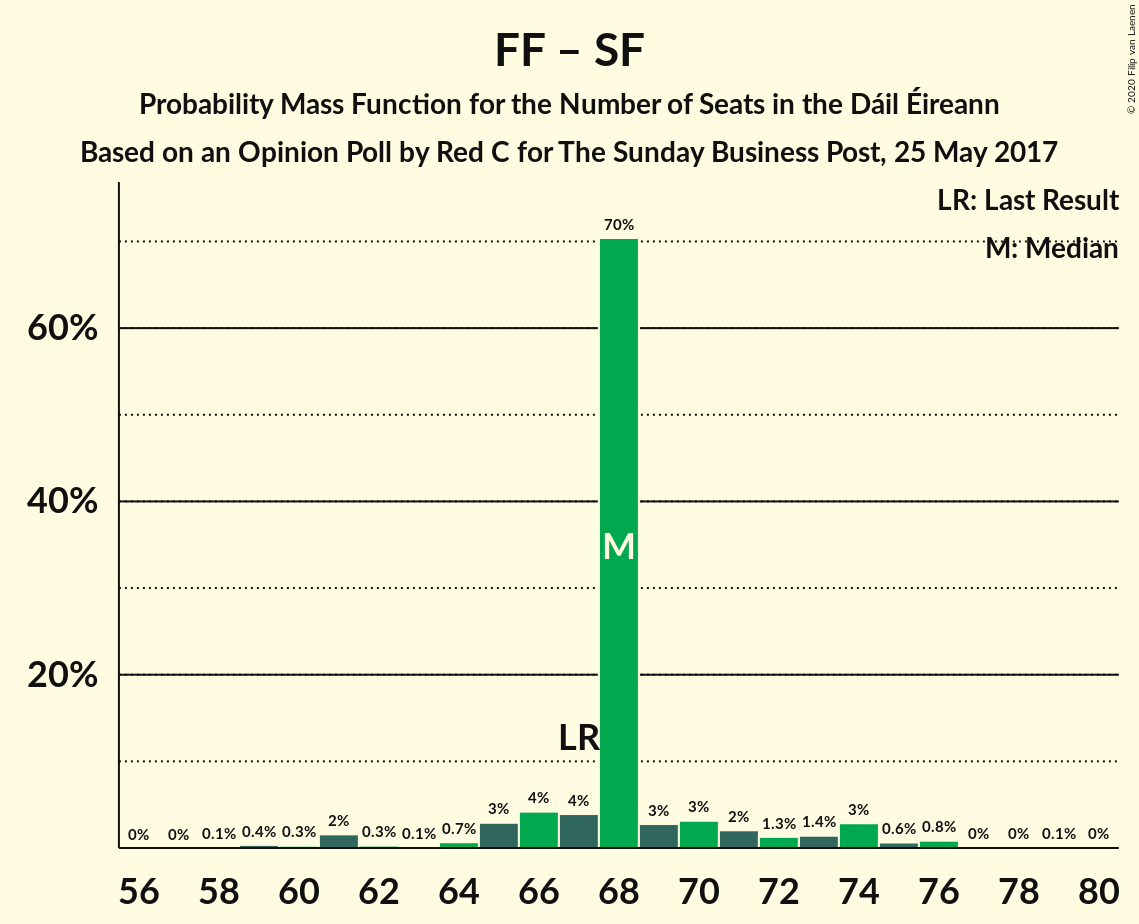 FF – SF
Probability Mass Function for the Number of Seats in the Dáil Éireann
Based on an Opinion Poll by Red C for The Sunday Business Post, 25 May 2017
© 2020 Filip van Laenen
LR: Last Result
M: Median
60%
40%
20%
0% 0% 0.1% 0.4% 0.3% 2% 0.3% 0.1% 0.7% 3% 4% 4% 70% 3% 3% 2% 1.3% 1.4% 3% 0.6% 0.8% 0% 0% 0.1% 0%
LR
M
56 58 60 62 64 66 68 70 72 74 76 78 80